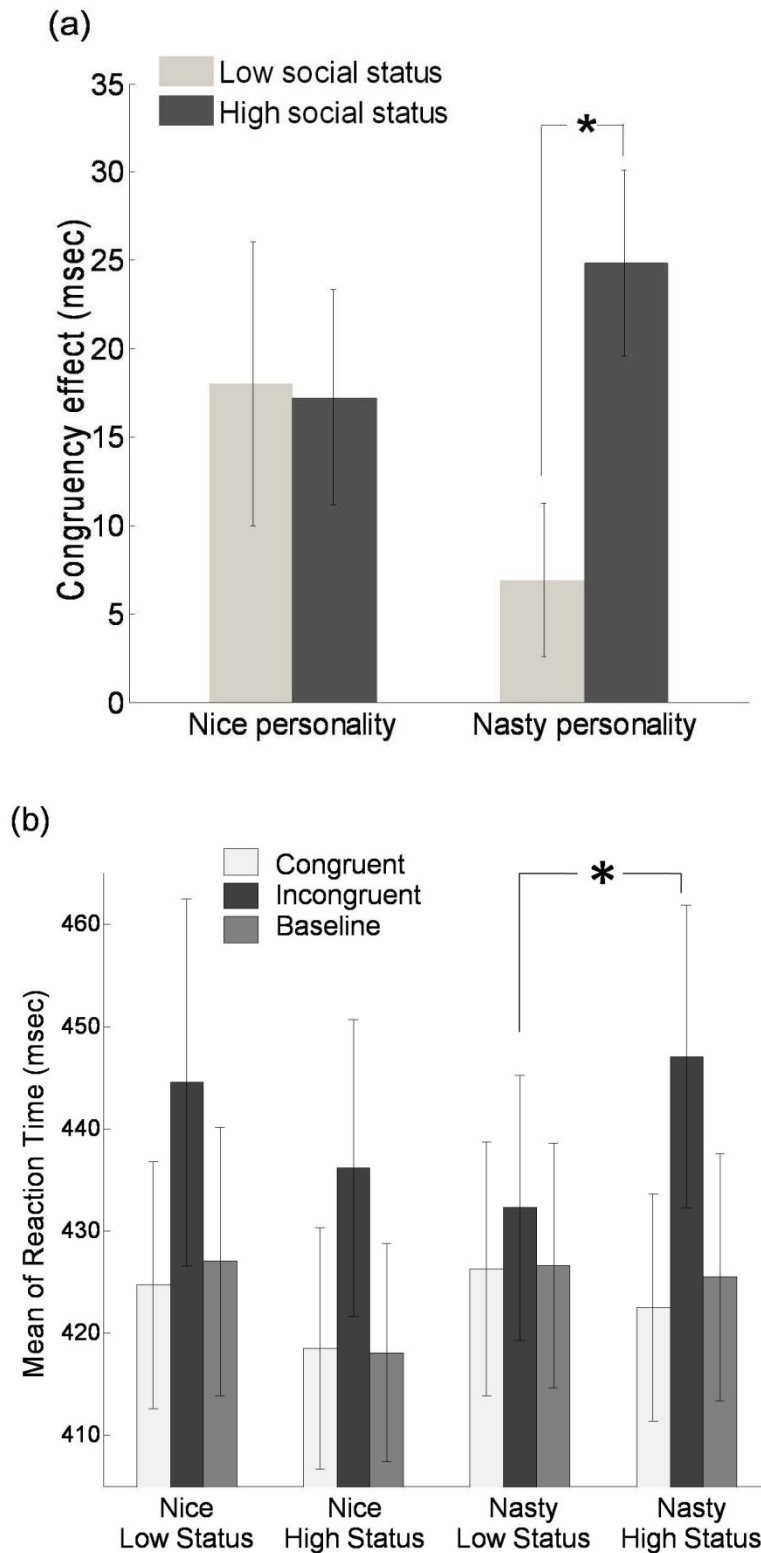 (a)
Low social status
High social status
35
30
25
20
15
10
5
0
Congruency effect (msec)
*
Nice personality
Nasty personality
(b)
Congruent
Incongruent
Baseline
*
460
450
440
430
420
410
Mean of Reaction Time (msec)
Nice
Low Status
Nice
High Status
Nasty
Low Status
Nasty
High Status